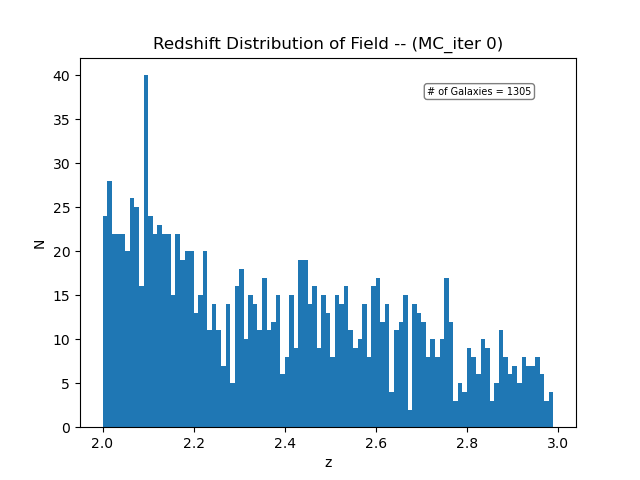 Redshift Distribution of Field -- (MC_iter 0)
# of Galaxies = 1305
N
40
35
30
25
20
15
10
5
0
2.0 2.2 2.4 2.6 2.8 3.0
z